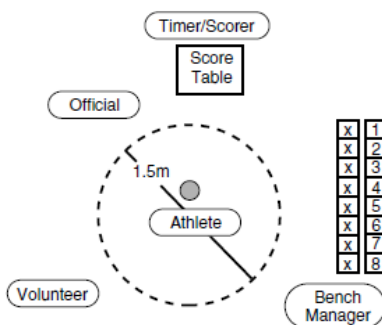 Timer/Scorer
Score
Table
Official
1.5m
Athlete
Volunteer
x 1
x 2
x 3
x 4
x 5
x 6
x 7
x 8
Bench
Manager